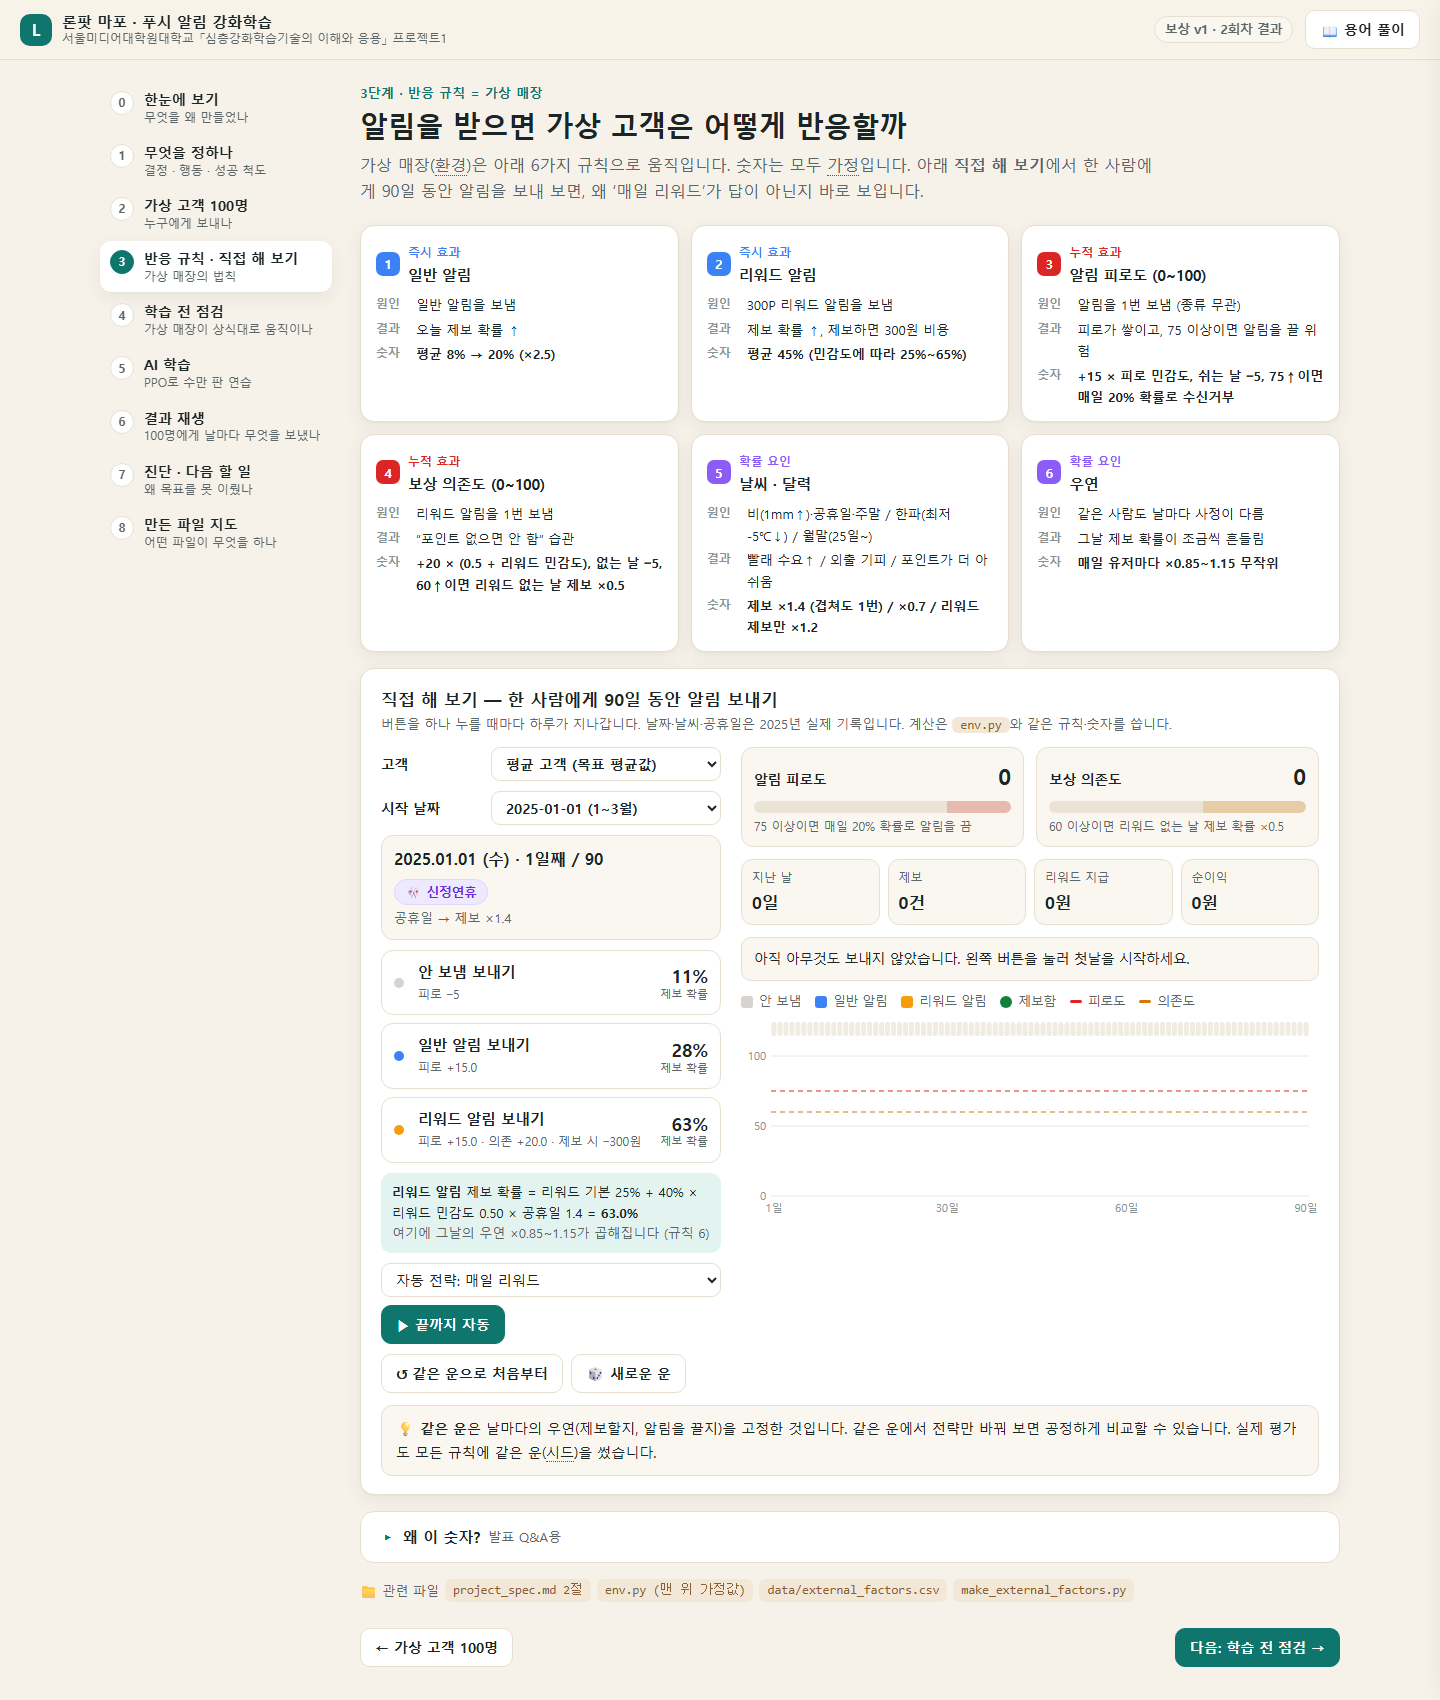 L
론팟 마포 · 푸시 알림 강화학습
서울미디어대학원대학교 「심층강화학습기술의 이해와 응용」 프로젝트1
보상 v1 · 2회차 결과
📖 용어 풀이
0 한눈에 보기
무엇을 왜 만들었나
1 무엇을 정하나
결정 · 행동 · 성공 척도
2 가상 고객 100명
누구에게 보내나
3 반응 규칙 · 직접 해 보기
가상 매장의 법칙
4 학습 전 점검
가상 매장이 상식대로 움직이나
5 AI 학습
PPO로 수만 판 연습
6 결과 재생
100명에게 날마다 무엇을 보냈나
7 진단 · 다음 할 일
왜 목표를 못 이뤘나
8 만든 파일 지도
어떤 파일이 무엇을 하나
3단계 · 반응 규칙 = 가상 매장
알림을 받으면 가상 고객은 어떻게 반응할까
가상 매장(환경)은 아래 6가지 규칙으로 움직입니다. 숫자는 모두 가정입니다. 아래 직접 해 보기에서 한 사람에
게 90일 동안 알림을 보내 보면, 왜 ‘매일 리워드’가 답이 아닌지 바로 보입니다.
1 즉시 효과
일반 알림
원인 일반 알림을 보냄
결과 오늘 제보 확률 ↑
숫자 평균 8% → 20% (×2.5)
2 즉시 효과
리워드 알림
원인 300P 리워드 알림을 보냄
결과 제보 확률 ↑, 제보하면 300원 비용
숫자 평균 45% (민감도에 따라 25%~65%)
3 누적 효과
알림 피로도 (0~100)
원인 알림을 1번 보냄 (종류 무관)
결과 피로가 쌓이고, 75 이상이면 알림을 끌 위
험
숫자 +15 × 피로 민감도, 쉬는 날 −5, 75↑이면
매일 20% 확률로 수신거부
4 누적 효과
보상 의존도 (0~100)
원인 리워드 알림을 1번 보냄
결과 “포인트 없으면 안 함” 습관
숫자 +20 × (0.5 + 리워드 민감도), 없는 날 −5,
60↑이면 리워드 없는 날 제보 ×0.5
5 확률 요인
날씨 · 달력
원인 비(1mm↑)·공휴일·주말 / 한파(최저
-5℃↓) / 월말(25일~)
결과 빨래 수요↑ / 외출 기피 / 포인트가 더 아
쉬움
숫자 제보 ×1.4 (겹쳐도 1번) / ×0.7 / 리워드
제보만 ×1.2
6 확률 요인
우연
원인 같은 사람도 날마다 사정이 다름
결과 그날 제보 확률이 조금씩 흔들림
숫자 매일 유저마다 ×0.85~1.15 무작위
직접 해 보기 — 한 사람에게 90일 동안 알림 보내기
버튼을 하나 누를 때마다 하루가 지나갑니다. 날짜·날씨·공휴일은 2025년 실제 기록입니다. 계산은 env.py 와 같은 규칙·숫자를 씁니다.
고객 평균 고객 (목표 평균값)
시작 날짜 2025-01-01 (1~3월)
2025.01.01 (수) · 1일째 / 90
🎌 신정연휴
공휴일 → 제보 ×1.4
안 보냄 보내기 11%
피로 −5 제보 확률
일반 알림 보내기 28%
피로 +15.0 제보 확률
리워드 알림 보내기 63%
피로 +15.0 · 의존 +20.0 · 제보 시 −300원 제보 확률
리워드 알림 제보 확률 = 리워드 기본 25% + 40% ×
리워드 민감도 0.50 × 공휴일 1.4 = 63.0%
여기에 그날의 우연 ×0.85~1.15가 곱해집니다 (규칙 6)
자동 전략: 매일 리워드
▶ 끝까지 자동
↺ 같은 운으로 처음부터
🎲 새로운 운
알림 피로도 0
75 이상이면 매일 20% 확률로 알림을 끔
보상 의존도 0
60 이상이면 리워드 없는 날 제보 확률 ×0.5
지난 날
0일
제보
0건
리워드 지급
0원
순이익
0원
아직 아무것도 보내지 않았습니다. 왼쪽 버튼을 눌러 첫날을 시작하세요.
안 보냄 일반 알림 리워드 알림 제보함 피로도 의존도
100
50
0
1일 30일 60일 90일
💡 같은 운은 날마다의 우연(제보할지, 알림을 끌지)을 고정한 것입니다. 같은 운에서 전략만 바꿔 보면 공정하게 비교할 수 있습니다. 실제 평가
도 모든 규칙에 같은 운(시드)을 썼습니다.
▸ 왜 이 숫자? 발표 Q&A용
📁 관련 파일 project_spec.md 2절 env.py (맨 위 가정값) data/external_factors.csv make_external_factors.py
← 가상 고객 100명
다음: 학습 전 점검 →